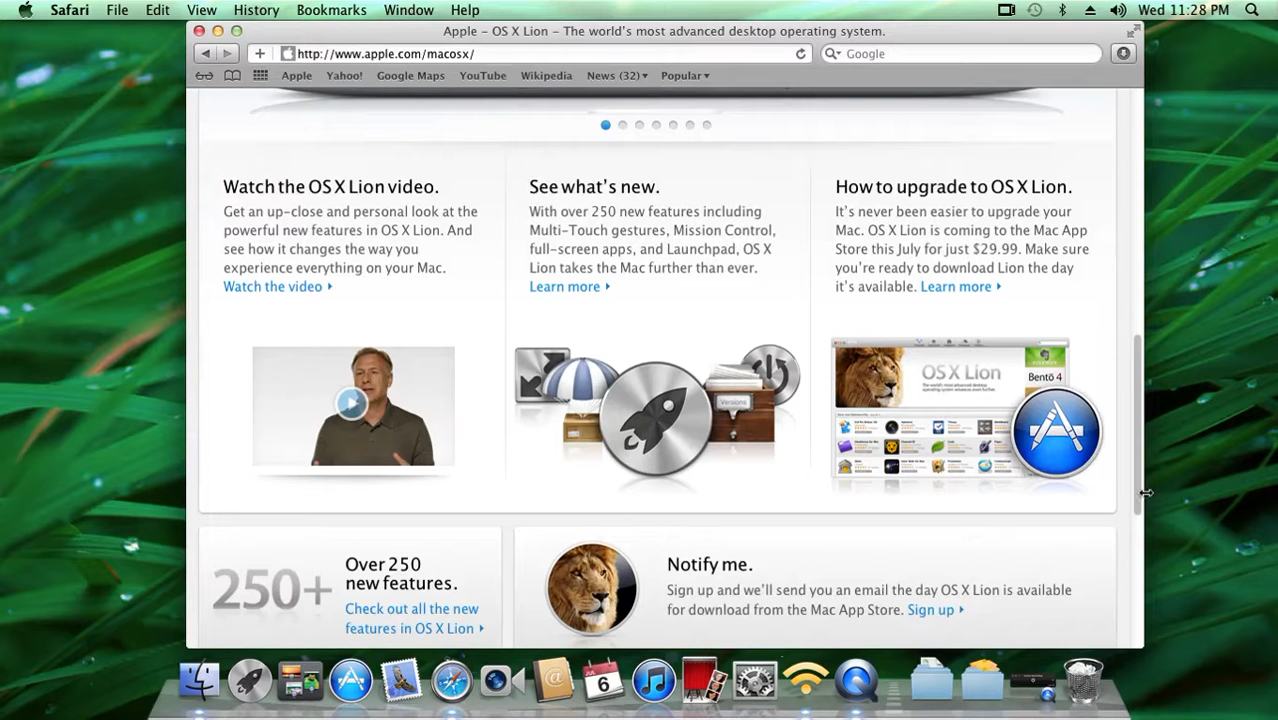 Safari File Edit View History Bookmarks Window Help Wed 11:28 PM
Apple – OS X Lion – The world's most advanced desktop operating system.
http://www.apple.com/macosx/ Google
Apple Yahoo! Google Maps YouTube Wikipedia News (32)▾ Popular▾
Watch the OS X Lion video.
Get an up-close and personal look at the
powerful new features in OS X Lion. And
see how it changes the way you
experience everything on your Mac.
Watch the video
See what's new.
With over 250 new features including
Multi-Touch gestures, Mission Control,
full-screen apps, and Launchpad, OS X
Lion takes the Mac further than ever.
Learn more
How to upgrade to OS X Lion.
It's never been easier to upgrade your
Mac. OS X Lion is coming to the Mac App
Store this July for just $29.99. Make sure
you're ready to download Lion the day
it's available. Learn more
Versions
OS X Lion
Bento 4
250+
Over 250
new features.
Check out all the new
features in OS X Lion
Notify me.
Sign up and we'll send you an email the day OS X Lion is available
for download from the Mac App Store. Sign up
6